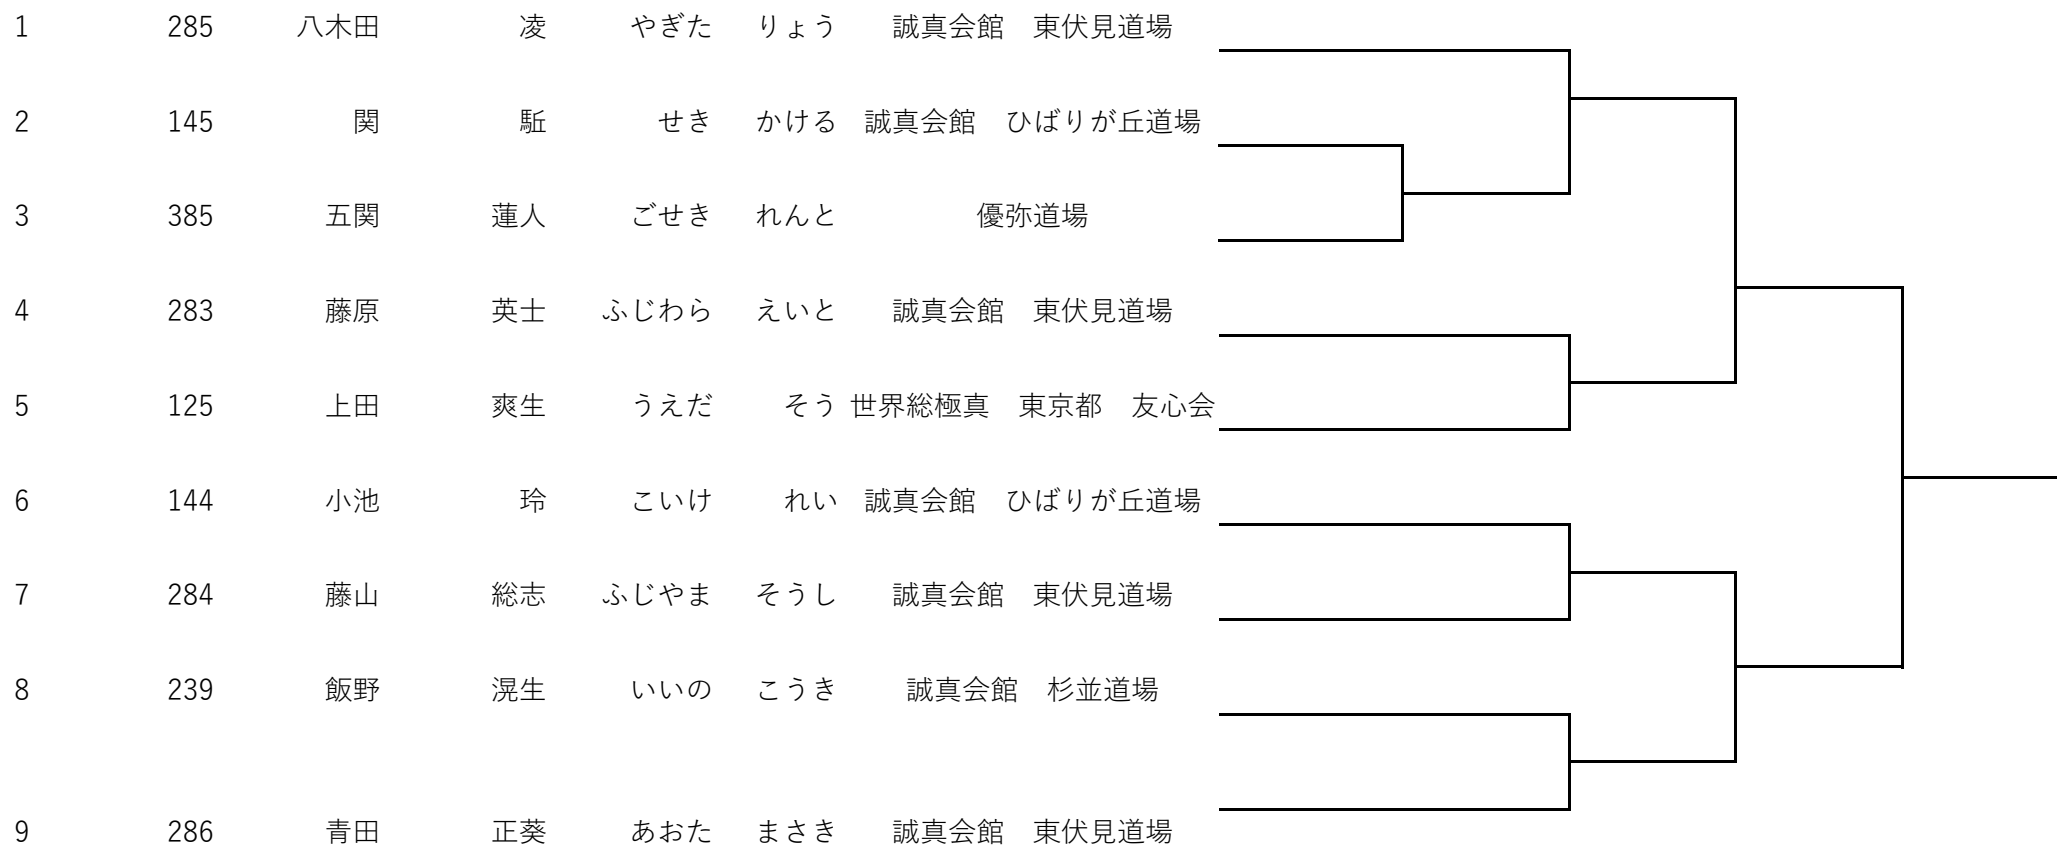 1 285 八木田 凌 やぎた りょう 誠真会館　東伏見道場
2 145 関 駈 せき かける 誠真会館　ひばりが丘道場
3 385 五関 蓮人 ごせき れんと 優弥道場
4 283 藤原 英士 ふじわら えいと 誠真会館　東伏見道場
5 125 上田 爽生 うえだ そう 世界総極真　東京都　友心会
6 144 小池 玲 こいけ れい 誠真会館　ひばりが丘道場
7 284 藤山 総志 ふじやま そうし 誠真会館　東伏見道場
8 239 飯野 滉生 いいの こうき 誠真会館　杉並道場
9 286 青田 正葵 あおた まさき 誠真会館　東伏見道場